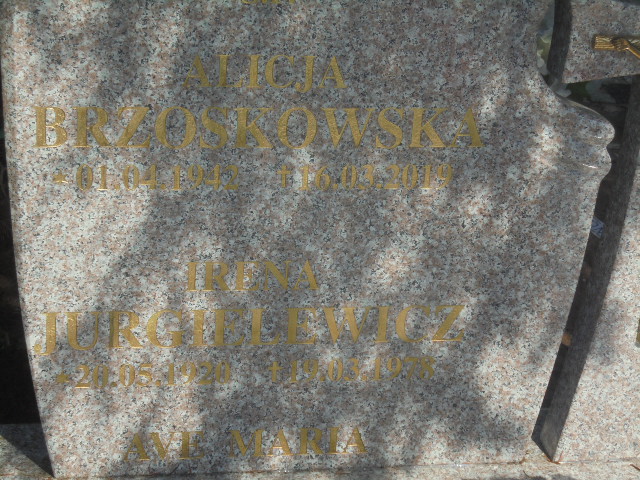 ALICJA
BRZOSKOWSKA
* 01.04.1942 †16.03.2019
IRENA
JURGIELEWICZ
* 20.05.1920 †19.03.1978
AVE MARIA